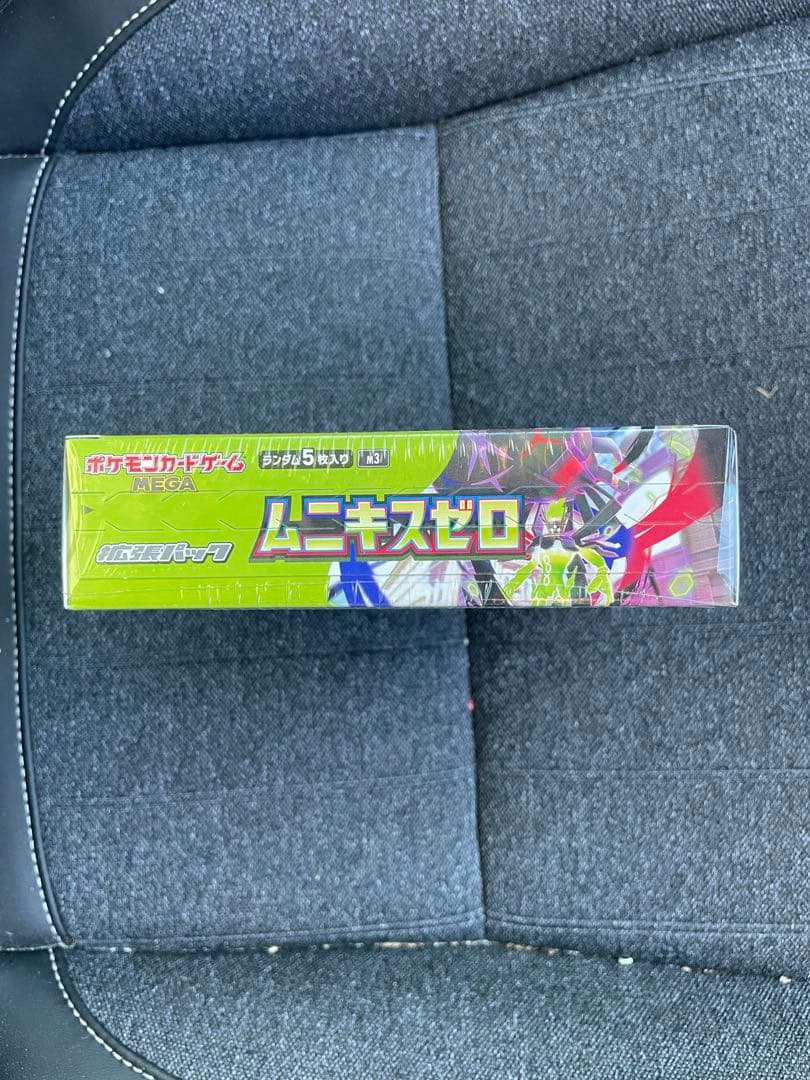 ポケモンカードゲーム
MEGA
ランダム5枚入り
m3
拡張パック
ムニキスゼロ